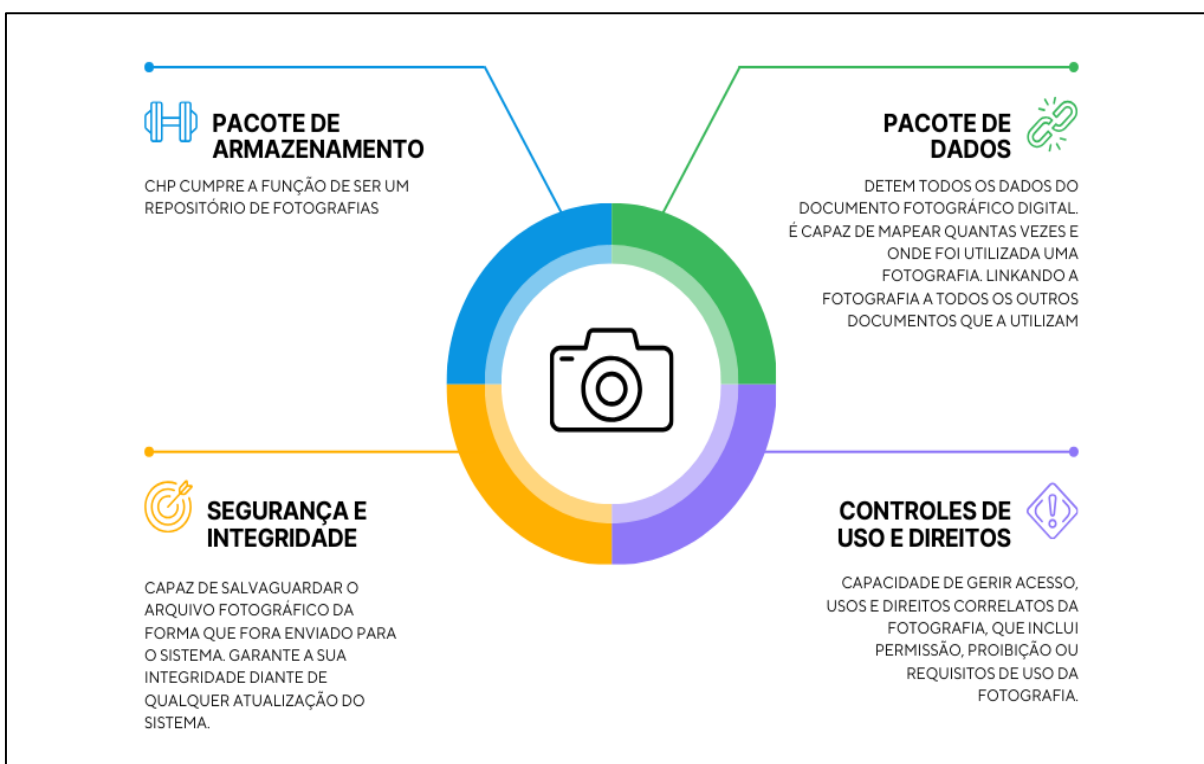 PACOTE DE
ARMAZENAMENTO
CHP CUMPRE A FUNÇÃO DE SER UM
REPOSITÓRIO DE FOTOGRAFIAS
PACOTE DE
DADOS
DETEM TODOS OS DADOS DO
DOCUMENTO FOTOGRÁFICO DIGITAL.
É CAPAZ DE MAPEAR QUANTAS VEZES E
ONDE FOI UTILIZADA UMA
FOTOGRAFIA. LINKANDO A
FOTOGRAFIA A TODOS OS OUTROS
DOCUMENTOS QUE A UTILIZAM
SEGURANÇA E
INTEGRIDADE
CAPAZ DE SALVAGUARDAR O
ARQUIVO FOTOGRÁFICO DA
FORMA QUE FORA ENVIADO PARA
O SISTEMA. GARANTE A SUA
INTEGRIDADE DIANTE DE
QUALQUER ATUALIZAÇÃO DO
SISTEMA.
CONTROLES DE
USO E DIREITOS
CAPACIDADE DE GERIR ACESSO,
USOS E DIREITOS CORRELATOS DA
FOTOGRAFIA, QUE INCLUI
PERMISSÃO, PROIBIÇÃO OU
REQUISITOS DE USO DA
FOTOGRAFIA.